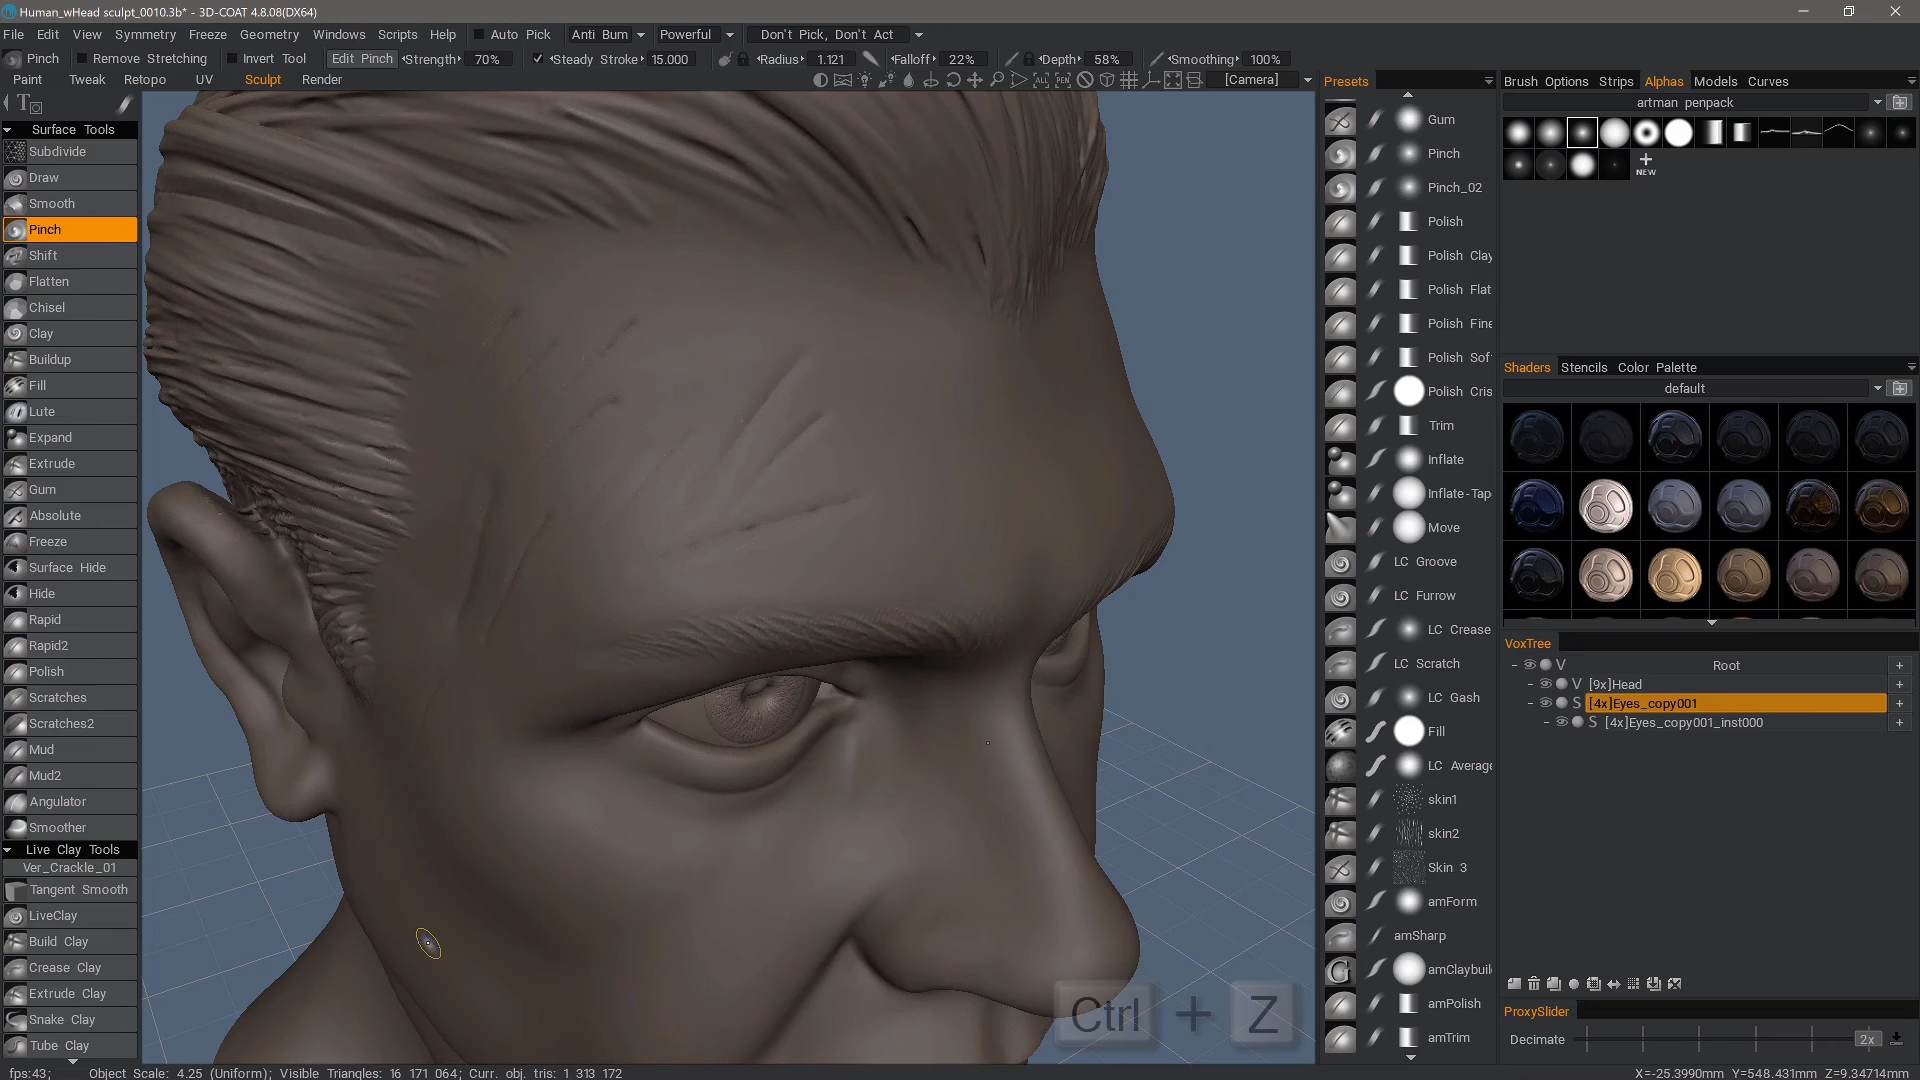 Human_wHead sculpt_0010.3b* - 3D-COAT 4.8.08(DX64)
File Edit View Symmetry Freeze Geometry Windows Scripts Help Auto Pick Anti Bum Powerful Don't Pick, Don't Act
Pinch Remove Stretching Invert Tool Edit Pinch Strength 70% Steady Stroke 15.000 Radius 1.121 Falloff 22% Depth 58% Smoothing 100%
Paint Tweak Retopo UV Sculpt Render [Camera]
Surface Tools
Subdivide
Draw
Smooth
Pinch
Shift
Flatten
Chisel
Clay
Buildup
Fill
Lute
Expand
Extrude
Gum
Absolute
Freeze
Surface Hide
Hide
Rapid
Rapid2
Polish
Scratches
Scratches2
Mud
Mud2
Angulator
Smoother
Live Clay Tools
Ver_Crackle_01
Tangent Smooth
LiveClay
Build Clay
Crease Clay
Extrude Clay
Snake Clay
Tube Clay
Ctrl + Z
Presets
Gum
Pinch
Pinch_02
Polish
Polish Clay
Polish Flat
Polish Fine
Polish Sof
Polish Cris
Trim
Inflate
Inflate-Tap
Move
LC Groove
LC Furrow
LC Crease
LC Scratch
LC Gash
Fill
LC Average
skin1
skin2
Skin 3
amForm
amSharp
amClaybuil
amPolish
amTrim
Brush Options Strips Alphas Models Curves
artman penpack
NEW
Shaders Stencils Color Palette
default
VoxTree
V Root +
V [9x]Head +
S [4x]Eyes_copy001 +
S [4x]Eyes_copy001_inst000 +
ProxySlider
Decimate 2x
fps:43; Object Scale: 4.25 (Uniform); Visible Triangles: 16 171 064; Curr. obj. tris: 1 313 172
X=-25.3990mm Y=548.431mm Z=9.34714mm